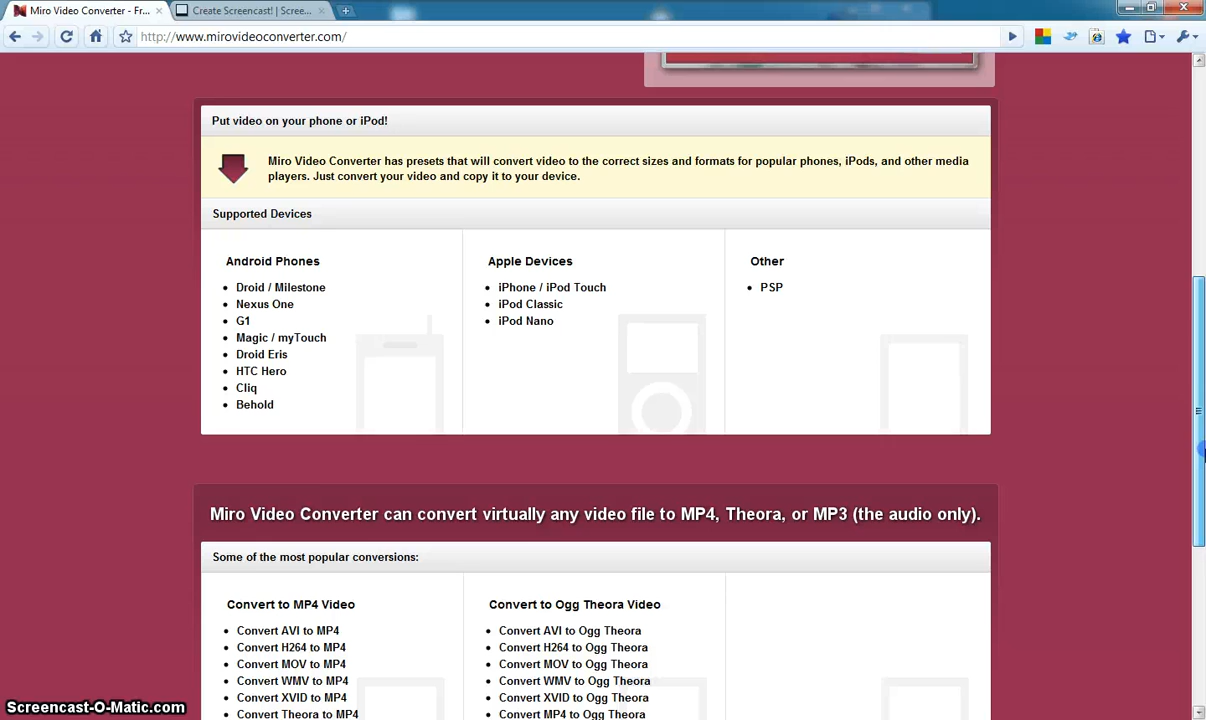 Miro Video Converter - Fr...
Create Screencast! | Scree...
http://www.mirovideoconverter.com/
Put video on your phone or iPod!
Miro Video Converter has presets that will convert video to the correct sizes and formats for popular phones, iPods, and other media
players. Just convert your video and copy it to your device.
Supported Devices
Android Phones
Droid / Milestone
Nexus One
G1
Magic / myTouch
Droid Eris
HTC Hero
Cliq
Behold
Apple Devices
iPhone / iPod Touch
iPod Classic
iPod Nano
Other
PSP
Miro Video Converter can convert virtually any video file to MP4, Theora, or MP3 (the audio only).
Some of the most popular conversions:
Convert to MP4 Video
Convert AVI to MP4
Convert H264 to MP4
Convert MOV to MP4
Convert WMV to MP4
Convert XVID to MP4
Convert Theora to MP4
Convert to Ogg Theora Video
Convert AVI to Ogg Theora
Convert H264 to Ogg Theora
Convert MOV to Ogg Theora
Convert WMV to Ogg Theora
Convert XVID to Ogg Theora
Convert MP4 to Ogg Theora
Screencast-O-Matic.com